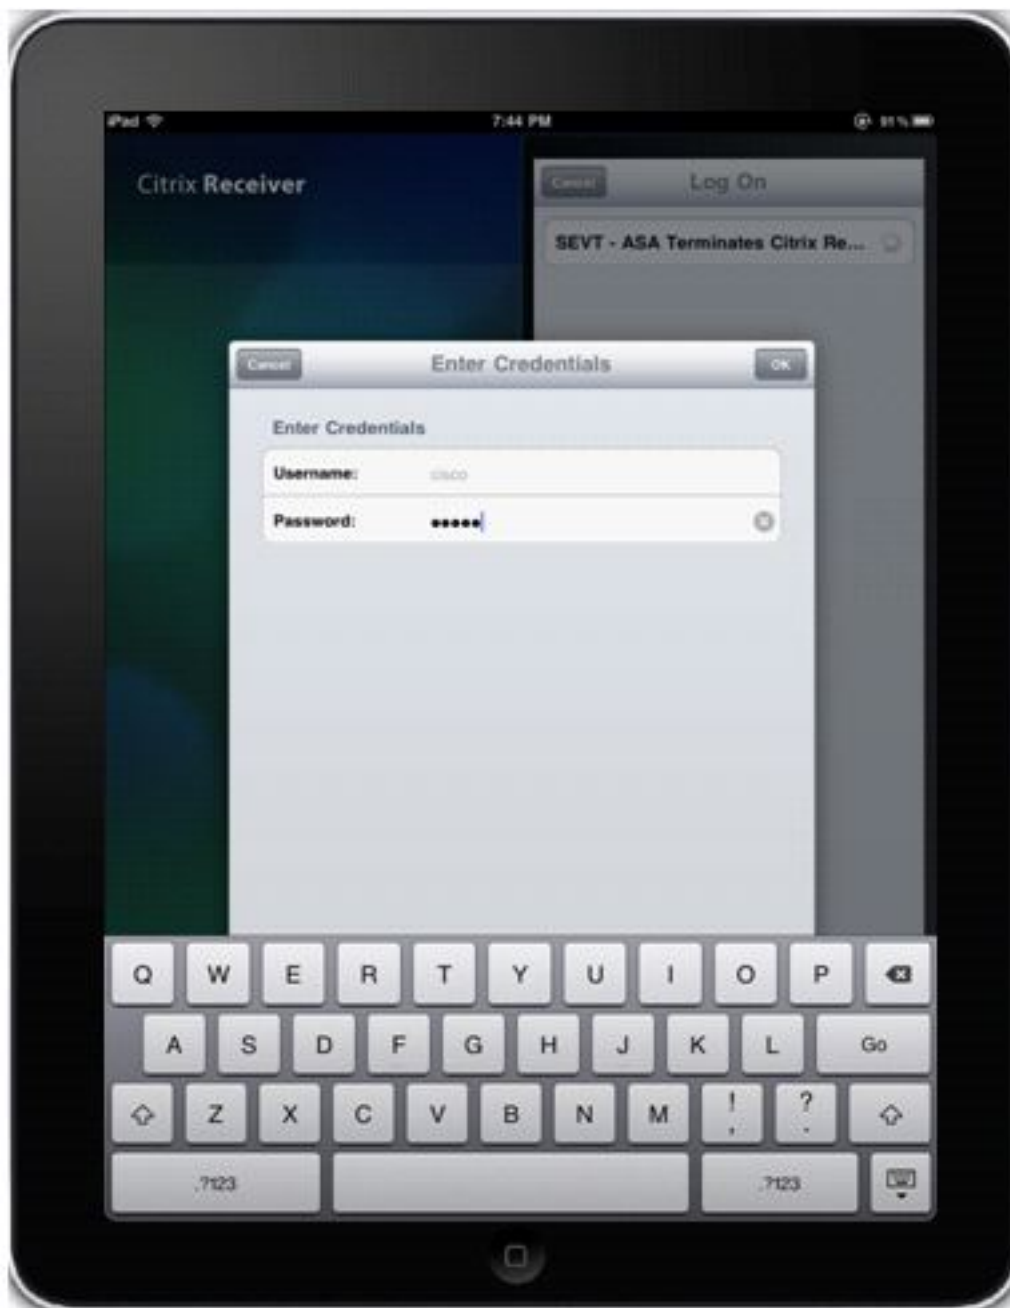 iPad 7:44 PM 91%
Citrix Receiver
Cancel Log On
SEVT - ASA Terminates Citrix Re...
Cancel Enter Credentials OK
Enter Credentials
Username: cisco
Password: •••••
Q W E R T Y U I O P
A S D F G H J K L Go
Z X C V B N M ! , ? .
.?123 .?123